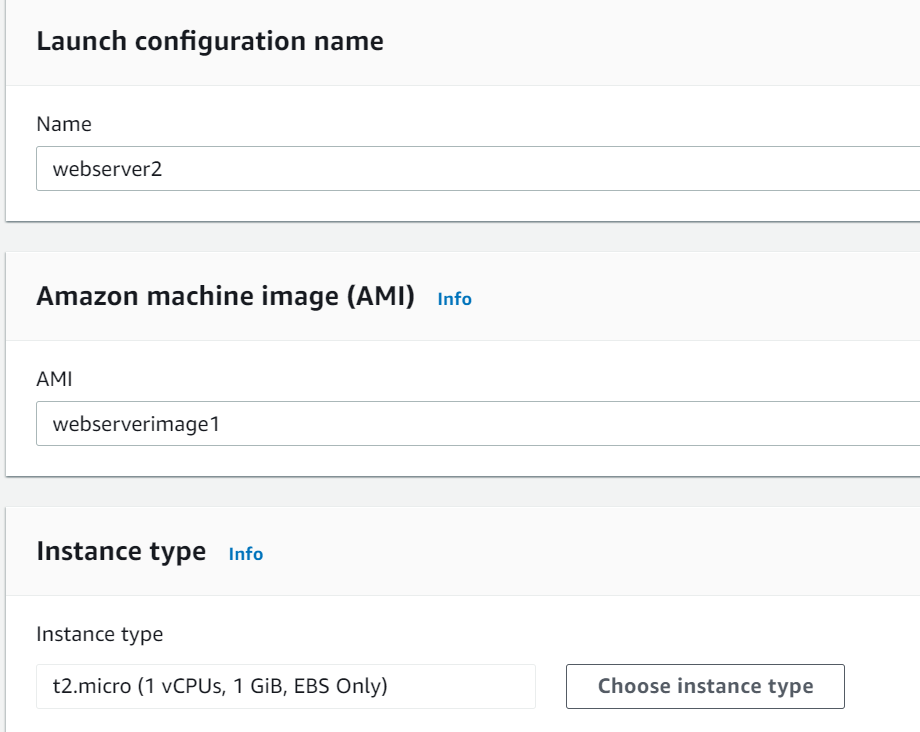 Launch configuration name
Name
webserver2
Amazon machine image (AMI) Info
AMI
webserverimage1
Instance type Info
Instance type
t2.micro (1 vCPUs, 1 GiB, EBS Only) Choose instance type